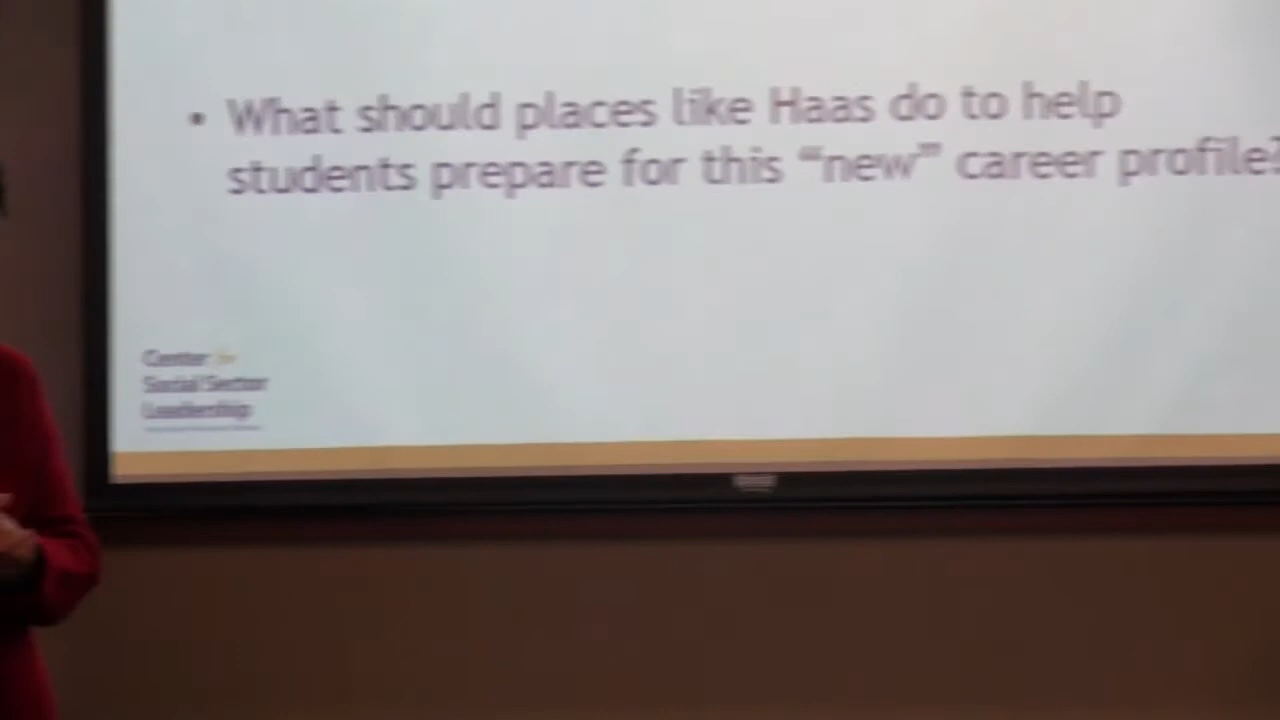 • What should places like Haas do to help
students prepare for this “new” career profile?
Center
Social Sector
Leadership